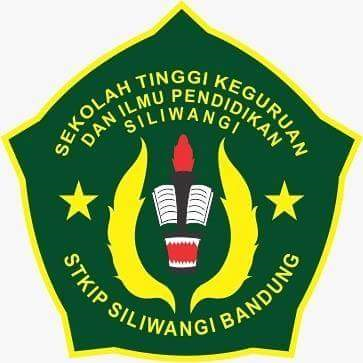 SEKOLAH TINGGI KEGURUAN
DAN ILMU PENDIDIKAN
SILIWANGI
STKIP SILIWANGI BANDUNG